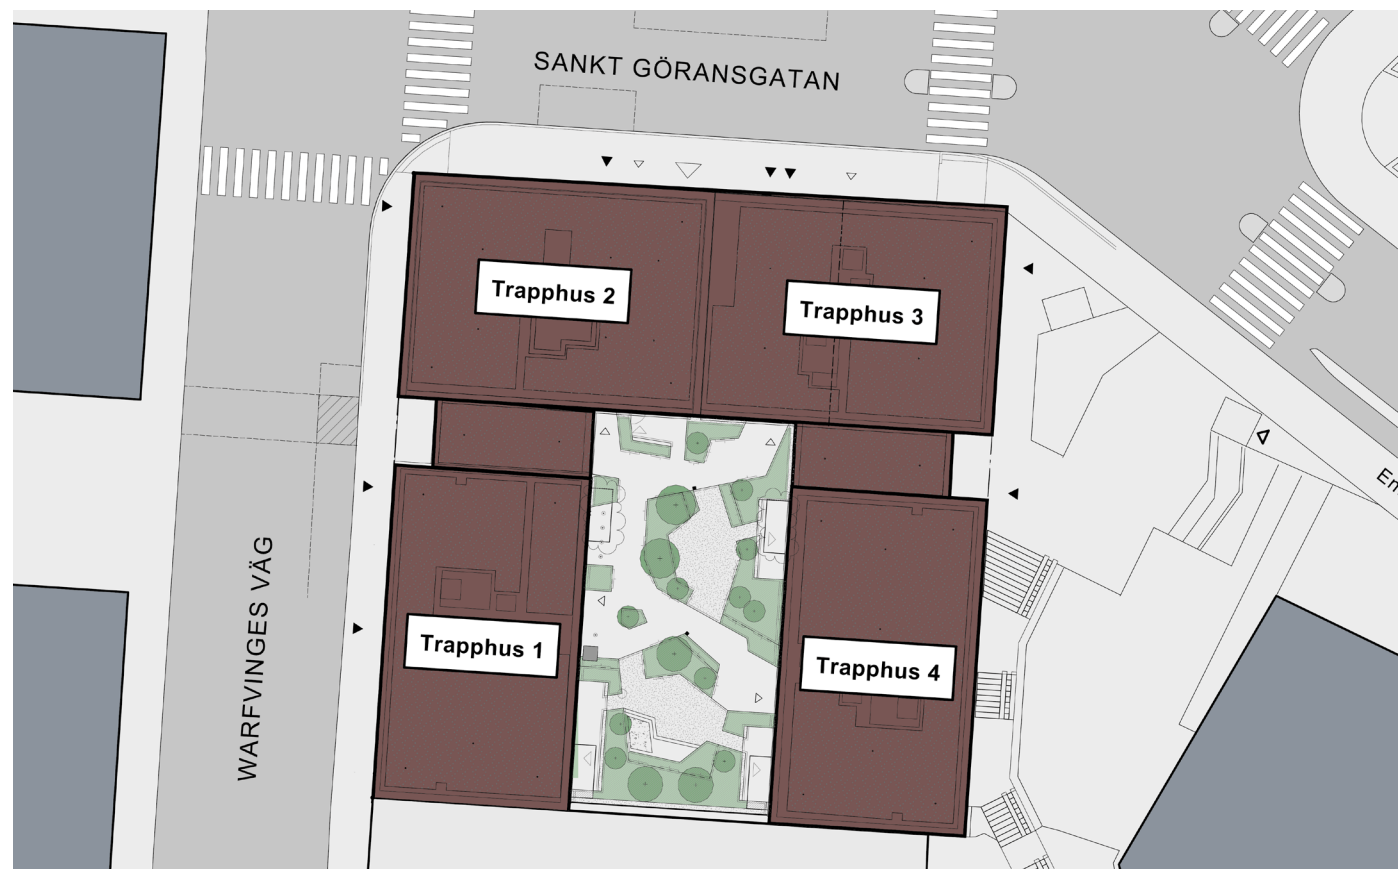 SANKT GÖRANSGATAN
Trapphus 2
Trapphus 3
WARFVINGES VÄG
Trapphus 1
Trapphus 4